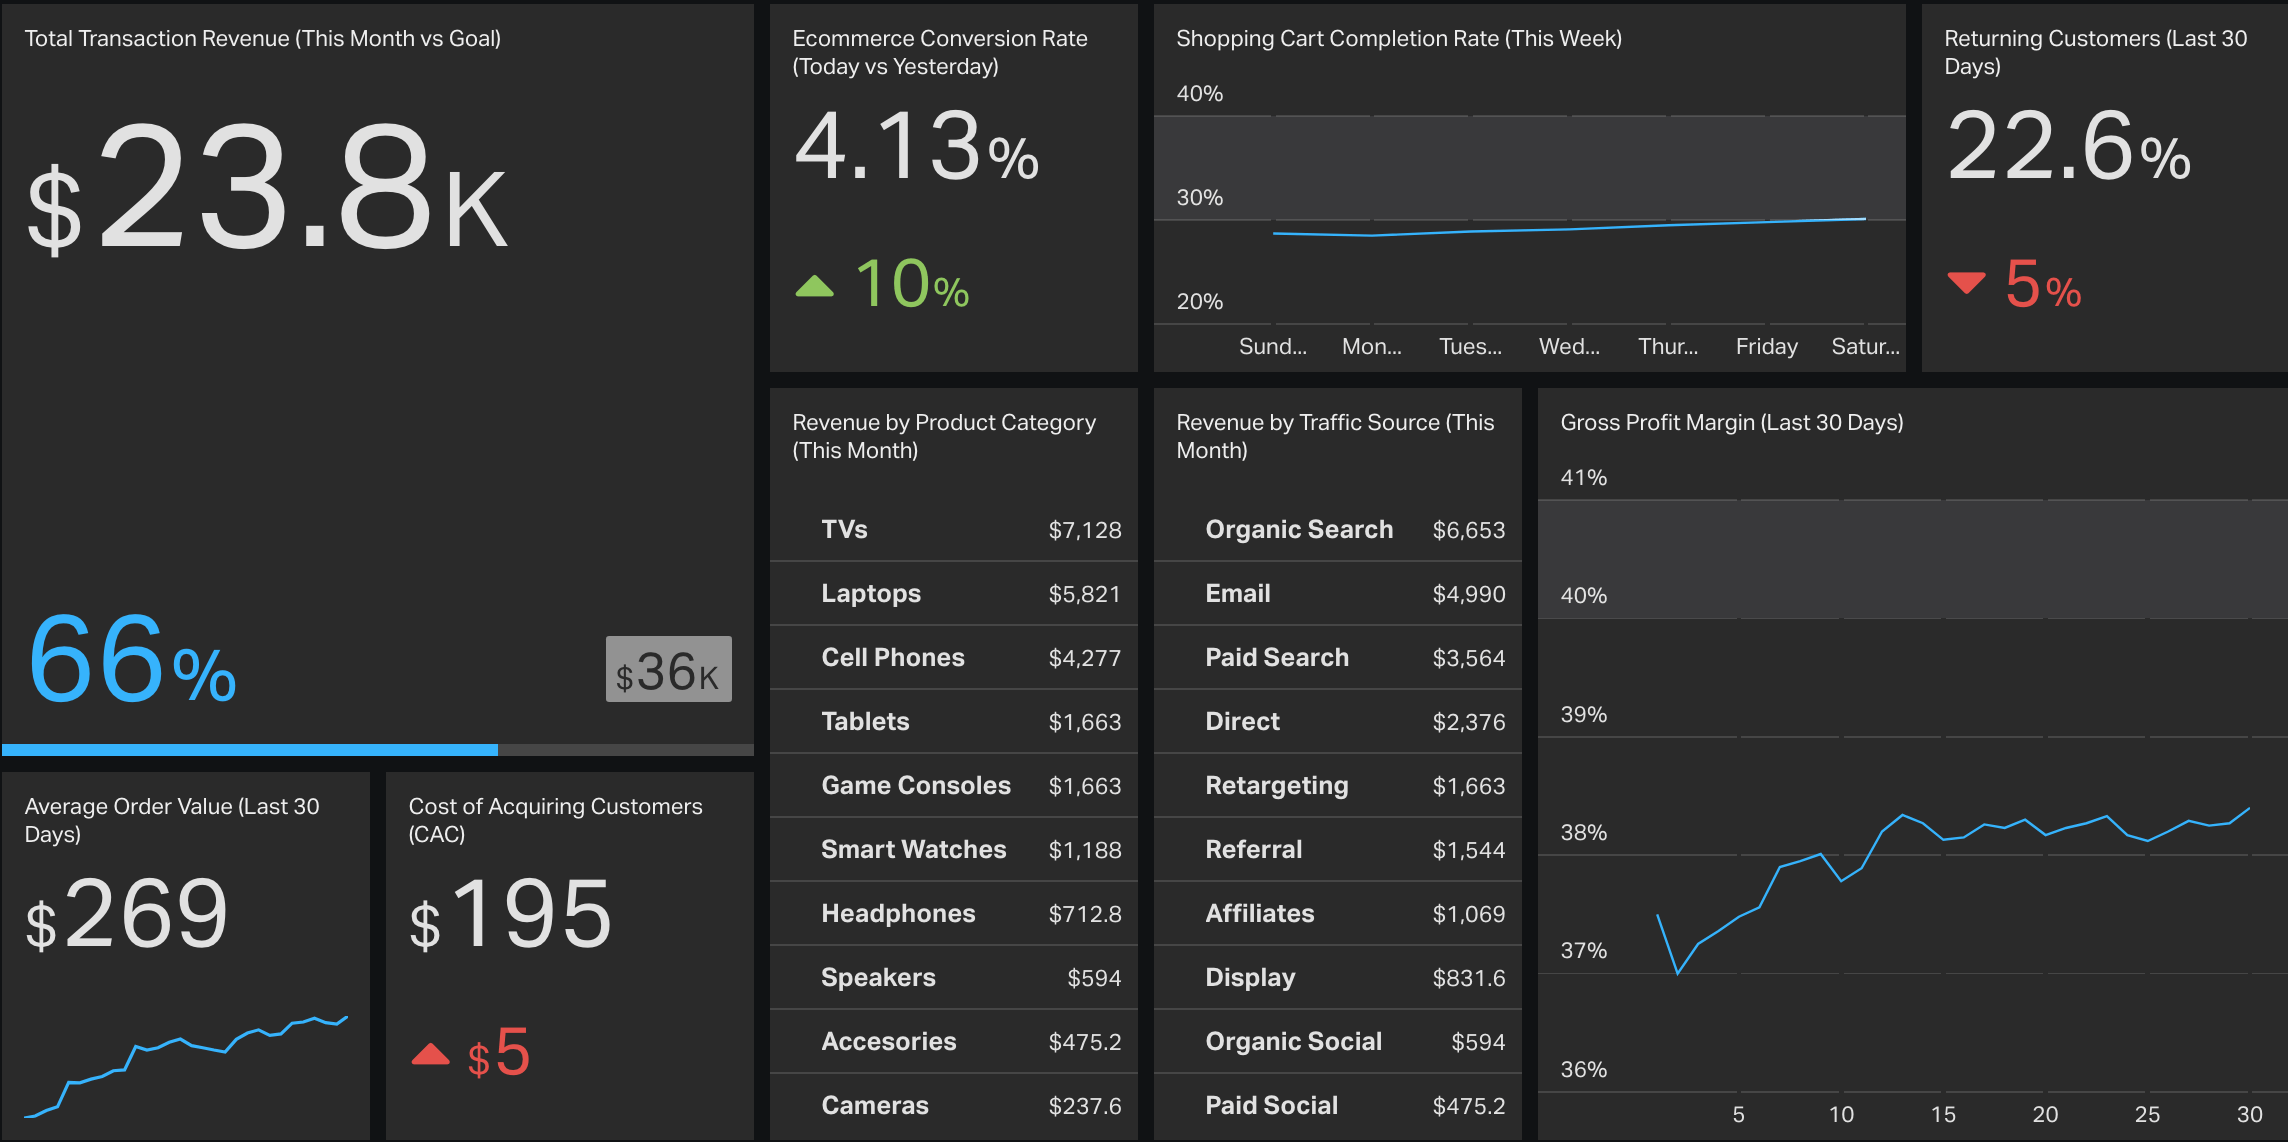 Total Transaction Revenue (This Month vs Goal)
$23.8K
66%
$36K
Ecommerce Conversion Rate
(Today vs Yesterday)
4.13%
10%
Shopping Cart Completion Rate (This Week)
40%
30%
20%
Sund... Mon... Tues... Wed... Thur... Friday Satur...
Returning Customers (Last 30
Days)
22.6%
5%
Average Order Value (Last 30
Days)
$269
Cost of Acquiring Customers
(CAC)
$195
$5
Revenue by Product Category
(This Month)
TVs $7,128
Laptops $5,821
Cell Phones $4,277
Tablets $1,663
Game Consoles $1,663
Smart Watches $1,188
Headphones $712.8
Speakers $594
Accesories $475.2
Cameras $237.6
Revenue by Traffic Source (This
Month)
Organic Search $6,653
Email $4,990
Paid Search $3,564
Direct $2,376
Retargeting $1,663
Referral $1,544
Affiliates $1,069
Display $831.6
Organic Social $594
Paid Social $475.2
Gross Profit Margin (Last 30 Days)
41%
40%
39%
38%
37%
36%
5 10 15 20 25 30